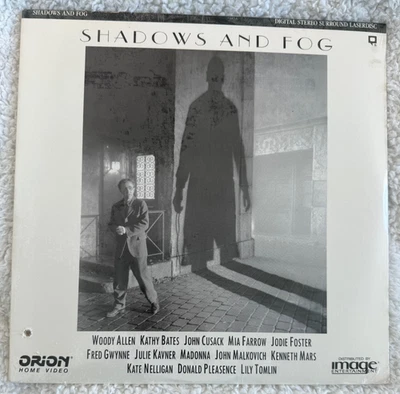 SHADOWS AND FOG
DIGITAL STEREO SURROUND LASERDISC
SHADOWS AND FOG
WOODY ALLEN KATHY BATES JOHN CUSACK MIA FARROW JODIE FOSTER
FRED GWYNNE JULIE KAVNER MADONNA JOHN MALKOVICH KENNETH MARS
KATE NELLIGAN DONALD PLEASENCE LILY TOMLIN
ORION
HOME VIDEO
DISTRIBUTED BY
image
ENTERTAINMENT